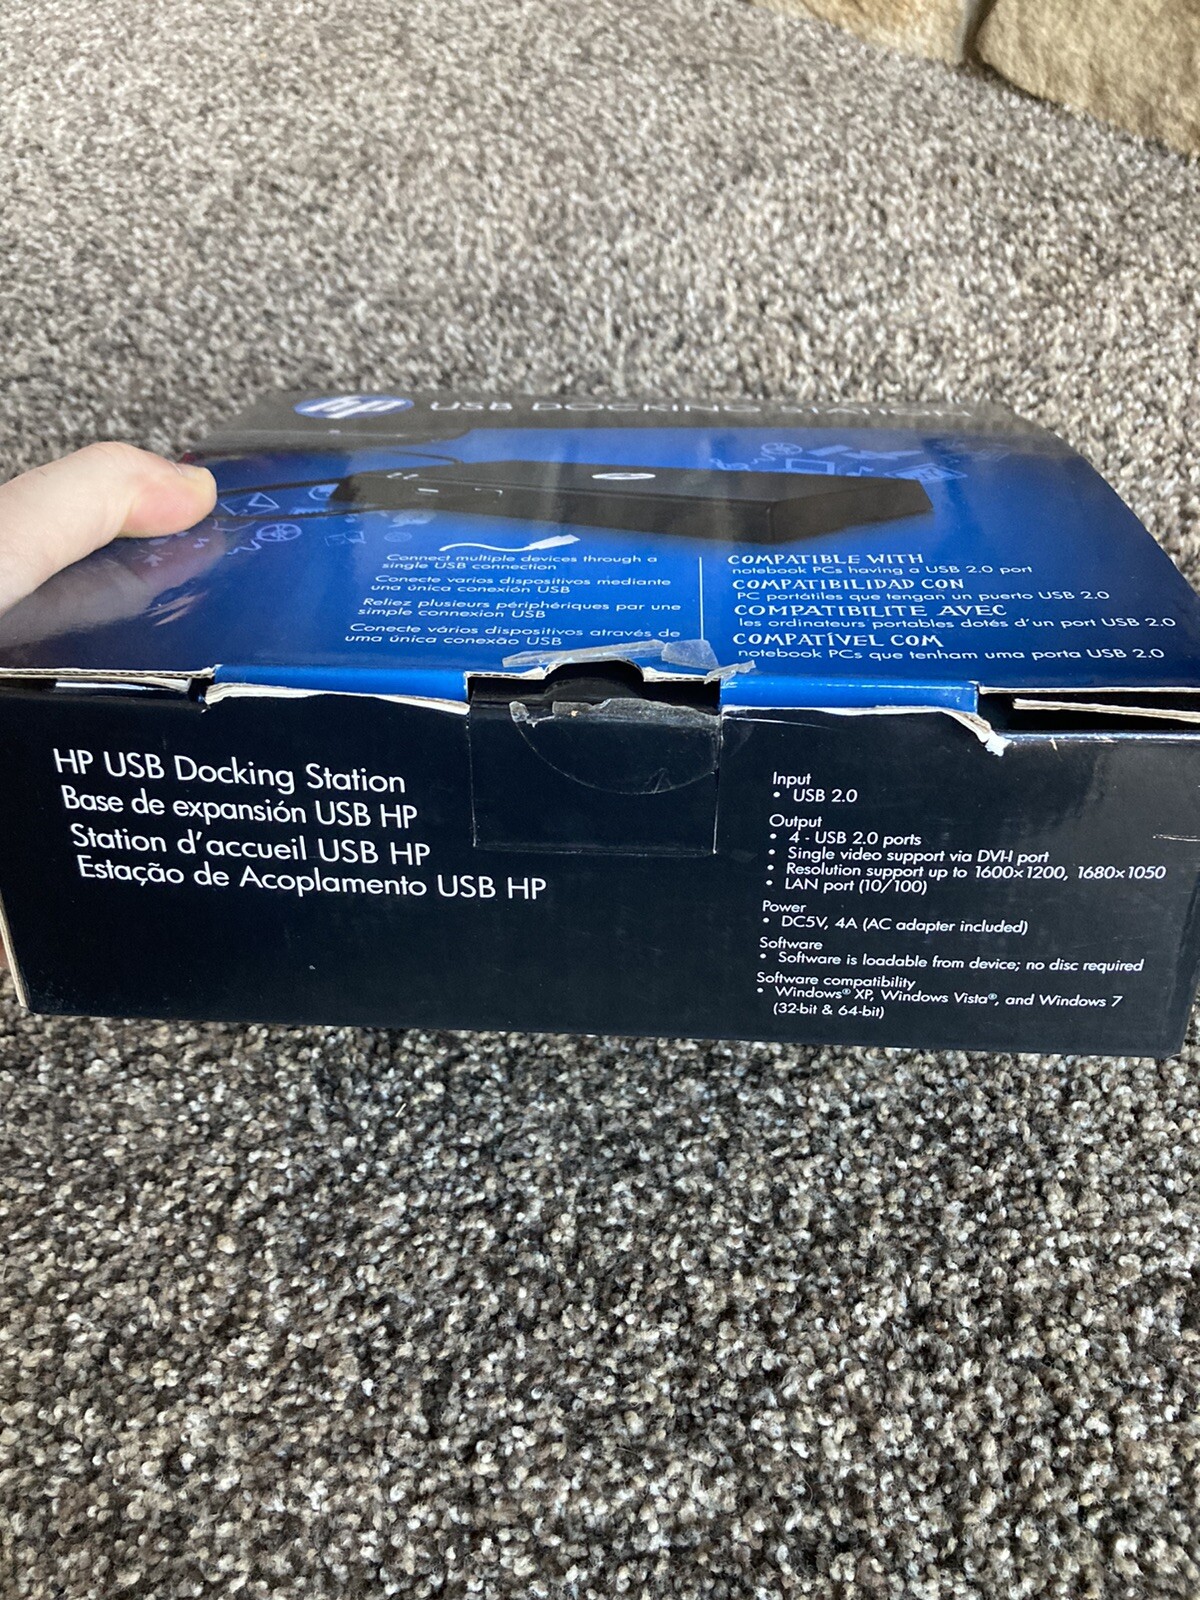 hp USB DOCKING STATION
Connect multiple devices through a
single USB connection
Conecte varios dispositivos mediante
una única conexión USB
Reliez plusieurs périphériques par une
simple connexion USB
Conecte vários dispositivos através de
uma única conexão USB
COMPATIBLE WITH
notebook PCs having a USB 2.0 port
COMPATIBILIDAD CON
PC portátiles que tengan un puerto USB 2.0
COMPATIBILITE AVEC
les ordinateurs portables dotés d'un port USB 2.0
COMPATÍVEL COM
notebook PCs que tenham uma porta USB 2.0
HP USB Docking Station
Base de expansión USB HP
Station d'accueil USB HP
Estação de Acoplamento USB HP
Input
• USB 2.0
Output
• 4 - USB 2.0 ports
• Single video support via DVI-I port
• Resolution support up to 1600x1200, 1680x1050
• LAN port (10/100)
Power
• DC5V, 4A (AC adapter included)
Software
• Software is loadable from device; no disc required
Software compatibility
• Windows® XP, Windows Vista®, and Windows 7
(32-bit & 64-bit)